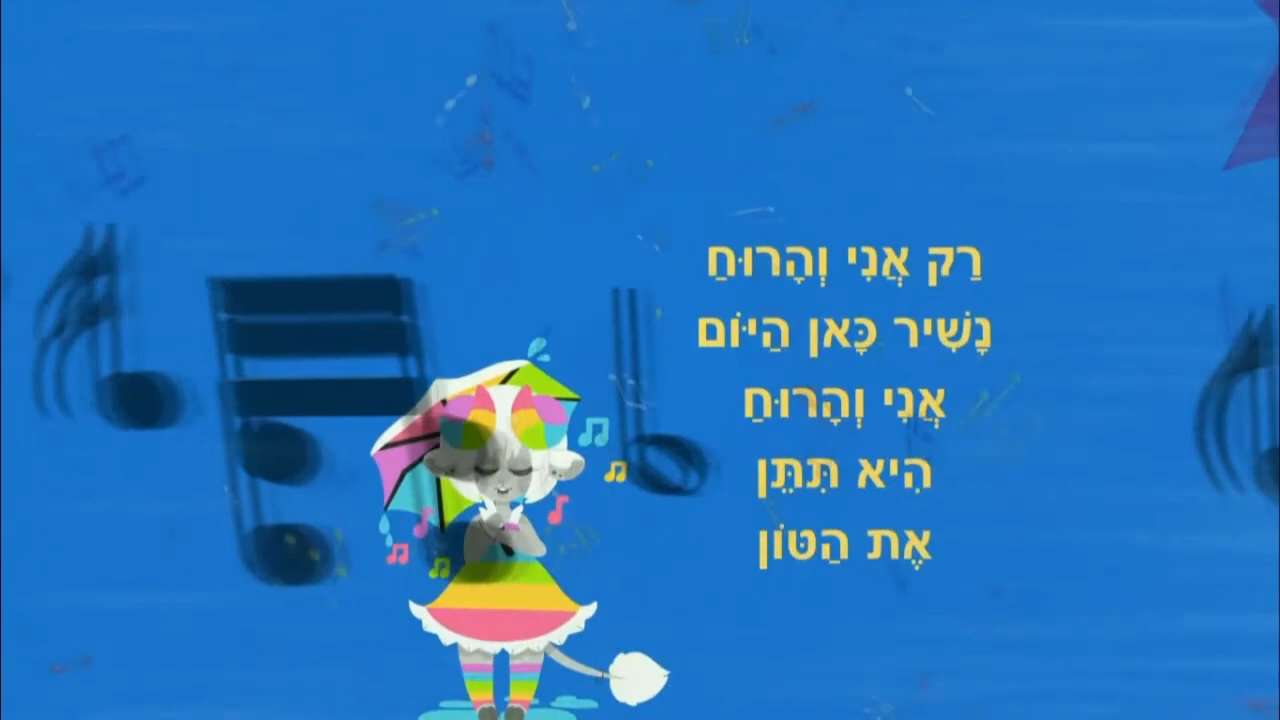 רַק אֲנִי וְהָרוּחַ
נָשִׁיר כָּאן הַיּוֹם
אֲנִי וְהָרוּחַ
הִיא תִּתֵּן
אֶת הַטּוֹן